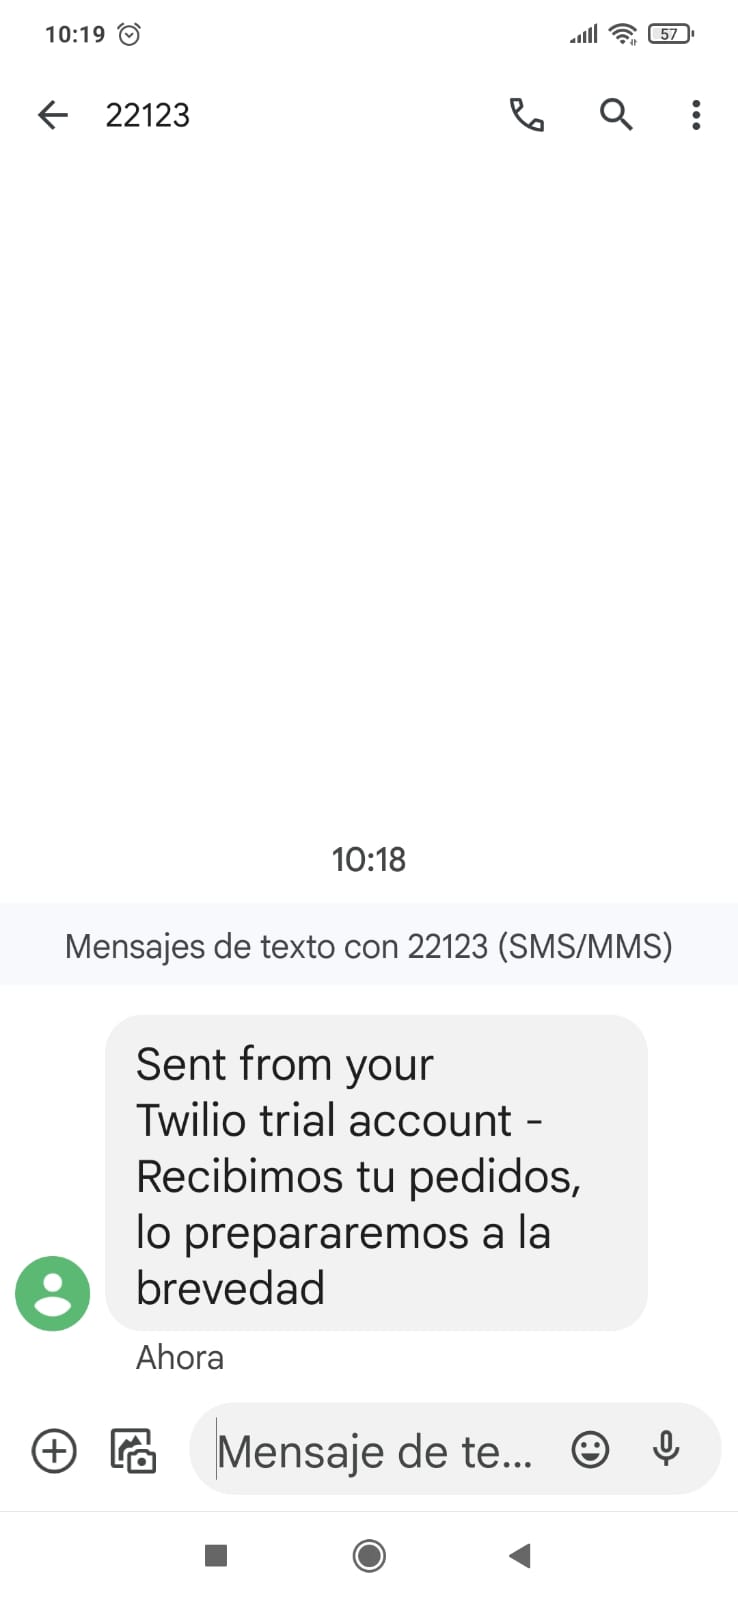 10:19
57
22123
10:18
Mensajes de texto con 22123 (SMS/MMS)
Sent from your
Twilio trial account -
Recibimos tu pedidos,
lo prepararemos a la
brevedad
Ahora
Mensaje de te...